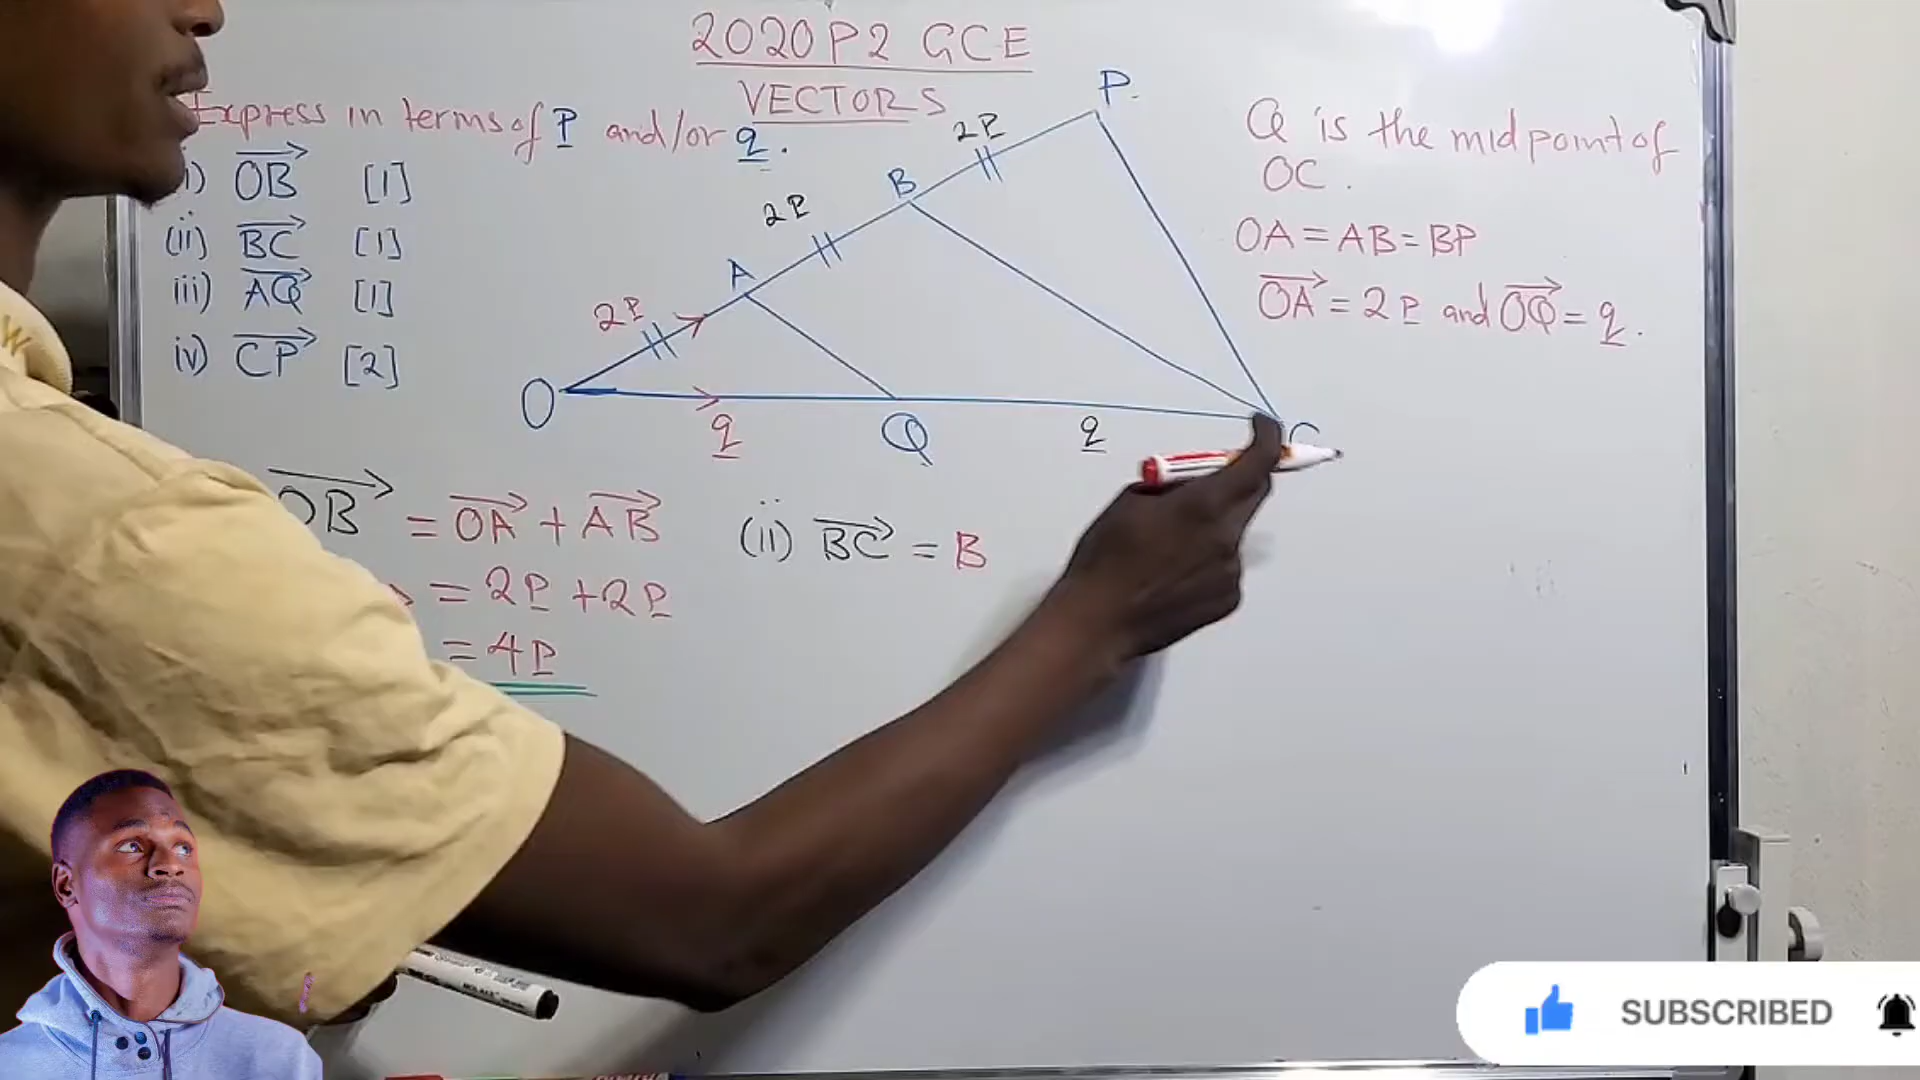 2020 P2 GCE
VECTORS
Express in terms of P and/or q.
i) OB [1]
(ii) BC [1]
iii) AQ [1]
iv) CP [2]
Q is the midpoint of
OC.
OA = AB = BP
OA = 2P and OQ = q.
P
2P
B
2P
A
2P
O
q
Q
q
C
OB = OA + AB
= 2P + 2P
= 4P
(ii) BC = B
SUBSCRIBED